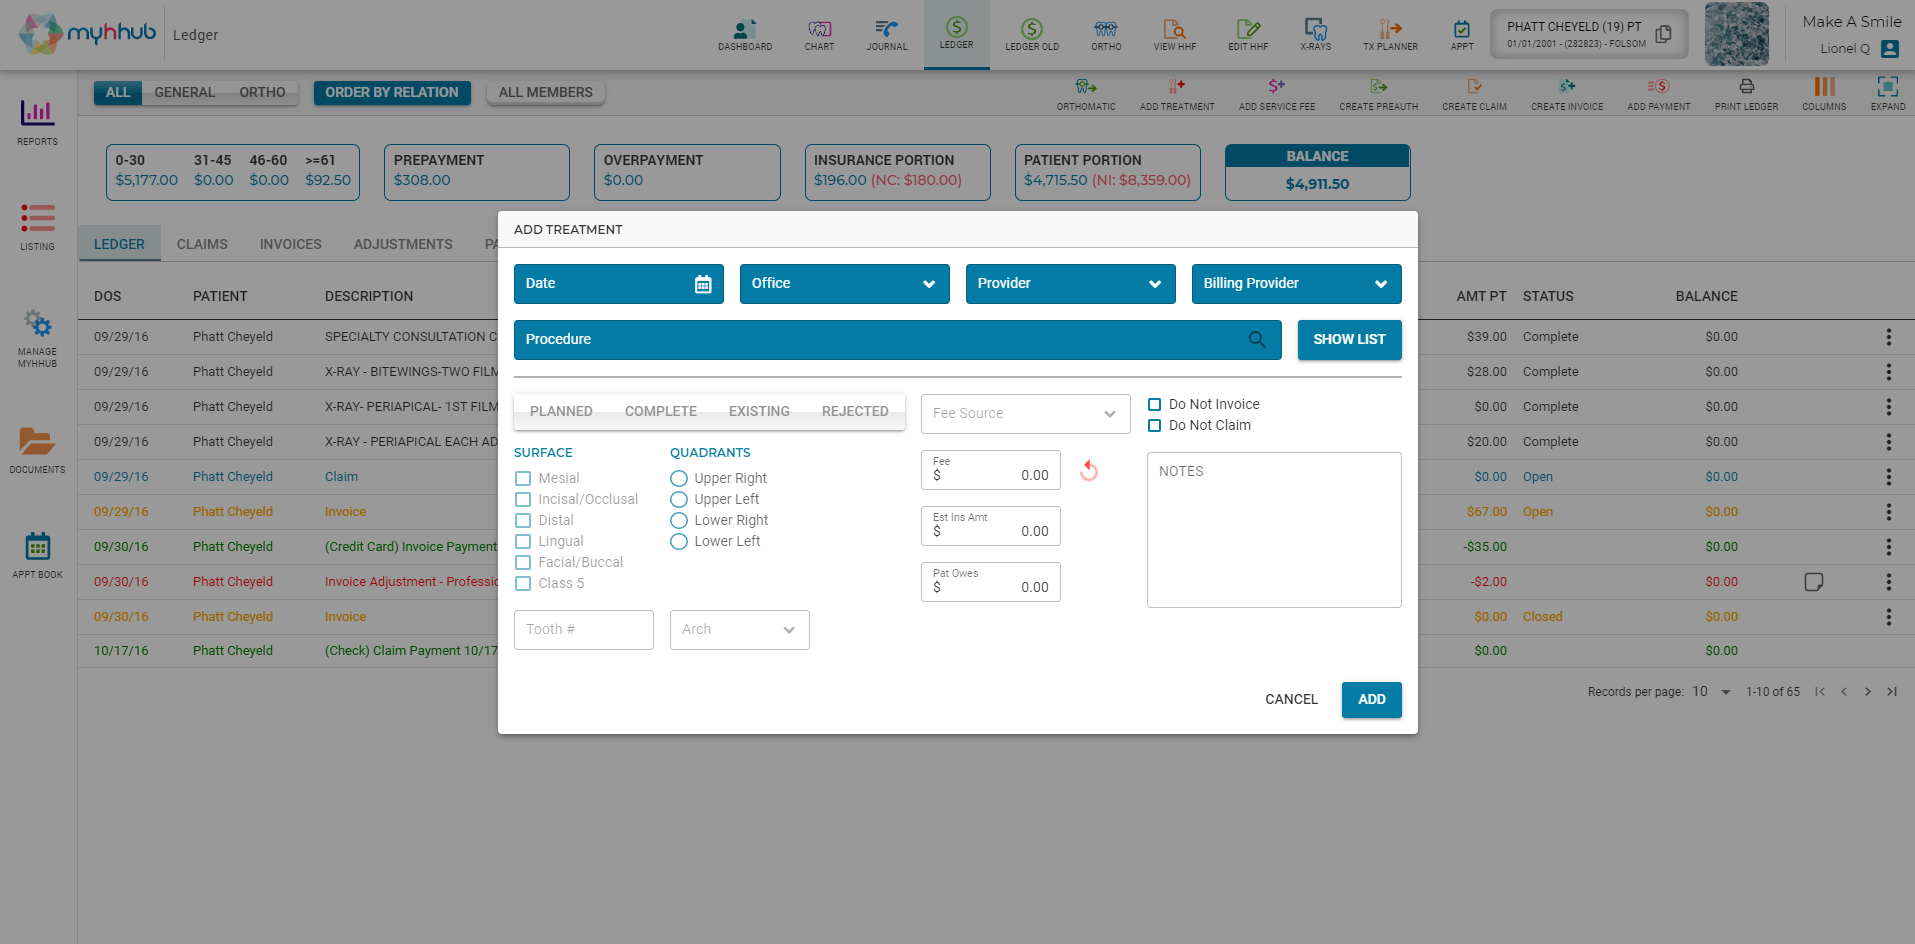 myhhub
Ledger
DASHBOARD
CHART
JOURNAL
LEDGER
LEDGER OLD
ORTHO
VIEW HHF
EDIT HHF
X-RAYS
TX PLANNER
APPT
PHATT CHEYELD (19) PT
01/01/2001 - (282823) - FOLSOM
Make A Smile
Lionel Q
REPORTS
LISTING
MANAGE
MYHHUB
DOCUMENTS
APPT BOOK
ALL GENERAL ORTHO
ORDER BY RELATION
ALL MEMBERS
ORTHOMATIC
ADD TREATMENT
ADD SERVICE FEE
CREATE PREAUTH
CREATE CLAIM
CREATE INVOICE
ADD PAYMENT
PRINT LEDGER
COLUMNS
EXPAND
0-30 31-45 46-60 >=61
$5,177.00 $0.00 $0.00 $92.50
PREPAYMENT
$308.00
OVERPAYMENT
$0.00
INSURANCE PORTION
$196.00 (NC: $180.00)
PATIENT PORTION
$4,715.50 (NI: $8,359.00)
BALANCE
$4,911.50
LEDGER CLAIMS INVOICES ADJUSTMENTS PA
DOS PATIENT DESCRIPTION AMT PT STATUS BALANCE
09/29/16 Phatt Cheyeld SPECIALTY CONSULTATION C $39.00 Complete $0.00
09/29/16 Phatt Cheyeld X-RAY - BITEWINGS-TWO FILM $28.00 Complete $0.00
09/29/16 Phatt Cheyeld X-RAY- PERIAPICAL- 1ST FILM $0.00 Complete $0.00
09/29/16 Phatt Cheyeld X-RAY - PERIAPICAL EACH AD $20.00 Complete $0.00
09/29/16 Phatt Cheyeld Claim $0.00 Open $0.00
09/29/16 Phatt Cheyeld Invoice $67.00 Open $0.00
09/30/16 Phatt Cheyeld (Credit Card) Invoice Payment -$35.00 $0.00
09/30/16 Phatt Cheyeld Invoice Adjustment - Professio -$2.00 $0.00
09/30/16 Phatt Cheyeld Invoice $0.00 Closed $0.00
10/17/16 Phatt Cheyeld (Check) Claim Payment 10/17 $0.00 $0.00
Records per page: 10 1-10 of 65
ADD TREATMENT
Date
Office
Provider
Billing Provider
Procedure
SHOW LIST
PLANNED COMPLETE EXISTING REJECTED
SURFACE
Mesial
Incisal/Occlusal
Distal
Lingual
Facial/Buccal
Class 5
Tooth #
QUADRANTS
Upper Right
Upper Left
Lower Right
Lower Left
Arch
Fee Source
Fee
$ 0.00
Est Ins Amt
$ 0.00
Pat Owes
$ 0.00
Do Not Invoice
Do Not Claim
NOTES
CANCEL
ADD